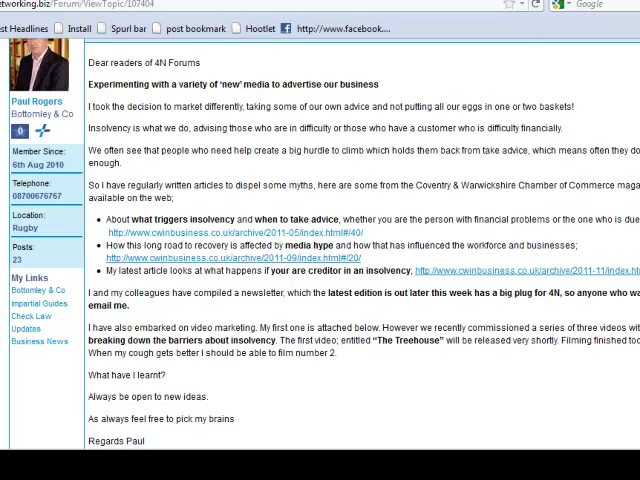 etworking.biz/Forum/ViewTopic/107404
Google
st Headlines Install Spurl bar post bookmark Hootlet http://www.facebook....
Dear readers of 4N Forums
Experimenting with a variety of 'new' media to advertise our business
Paul Rogers
Bottomley & Co
0
Member Since:
6th Aug 2010
Telephone:
08700676767
Location:
Rugby
Posts:
23
My Links
Bottomley & Co
Impartial Guides
Check Law
Updates
Business News
I took the decision to market differently, taking some of our own advice and not putting all our eggs in one or two baskets!
Insolvency is what we do, advising those who are in difficulty or those who have a customer who is difficulty financially.
We often see that people who need help create a big hurdle to climb which holds them back from take advice, which means often they do
enough.
So I have regularly written articles to dispel some myths, here are some from the Coventry & Warwickshire Chamber of Commerce maga
available on the web;
• About what triggers insolvency and when to take advice, whether you are the person with financial problems or the one who is due
http://www.cwinbusiness.co.uk/archive/2011-05/index.html#/40/
• How this long road to recovery is affected by media hype and how that has influenced the workforce and businesses;
http://www.cwinbusiness.co.uk/archive/2011-09/index.html#/20/
• My latest article looks at what happens if your are creditor in an insolvency; http://www.cwinbusiness.co.uk/archive/2011-11/index.ht
I and my colleagues have compiled a newsletter, which the latest edition is out later this week has a big plug for 4N, so anyone who wa
email me.
I have also embarked on video marketing. My first one is attached below. However we recently commissioned a series of three videos wit
breaking down the barriers about insolvency. The first video; entitled "The Treehouse" will be released very shortly. Filming finished too
When my cough gets better I should be able to film number 2.
What have I learnt?
Always be open to new ideas.
As always feel free to pick my brains
Regards Paul